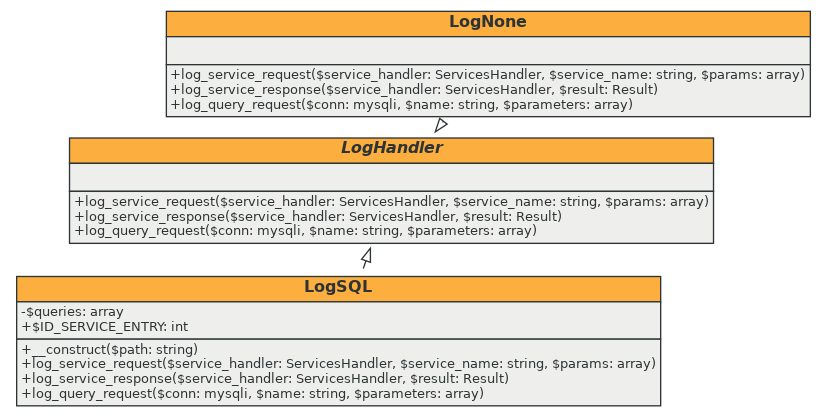 LogNone
+log_service_request($service_handler: ServicesHandler, $service_name: string, $params: array)
+log_service_response($service_handler: ServicesHandler, $result: Result)
+log_query_request($conn: mysqli, $name: string, $parameters: array)
LogHandler
+log_service_request($service_handler: ServicesHandler, $service_name: string, $params: array)
+log_service_response($service_handler: ServicesHandler, $result: Result)
+log_query_request($conn: mysqli, $name: string, $parameters: array)
LogSQL
-$queries: array
+$ID_SERVICE_ENTRY: int
+__construct($path: string)
+log_service_request($service_handler: ServicesHandler, $service_name: string, $params: array)
+log_service_response($service_handler: ServicesHandler, $result: Result)
+log_query_request($conn: mysqli, $name: string, $parameters: array)